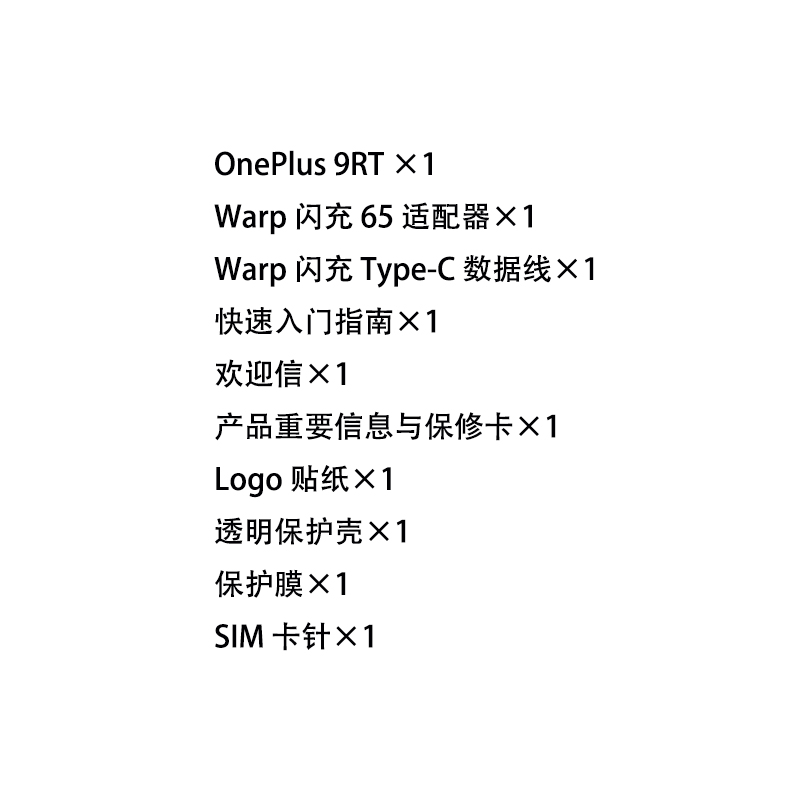 OnePlus 9RT ×1
Warp 闪充 65 适配器×1
Warp 闪充 Type-C 数据线×1
快速入门指南×1
欢迎信×1
产品重要信息与保修卡×1
Logo 贴纸×1
透明保护壳×1
保护膜×1
SIM 卡针×1